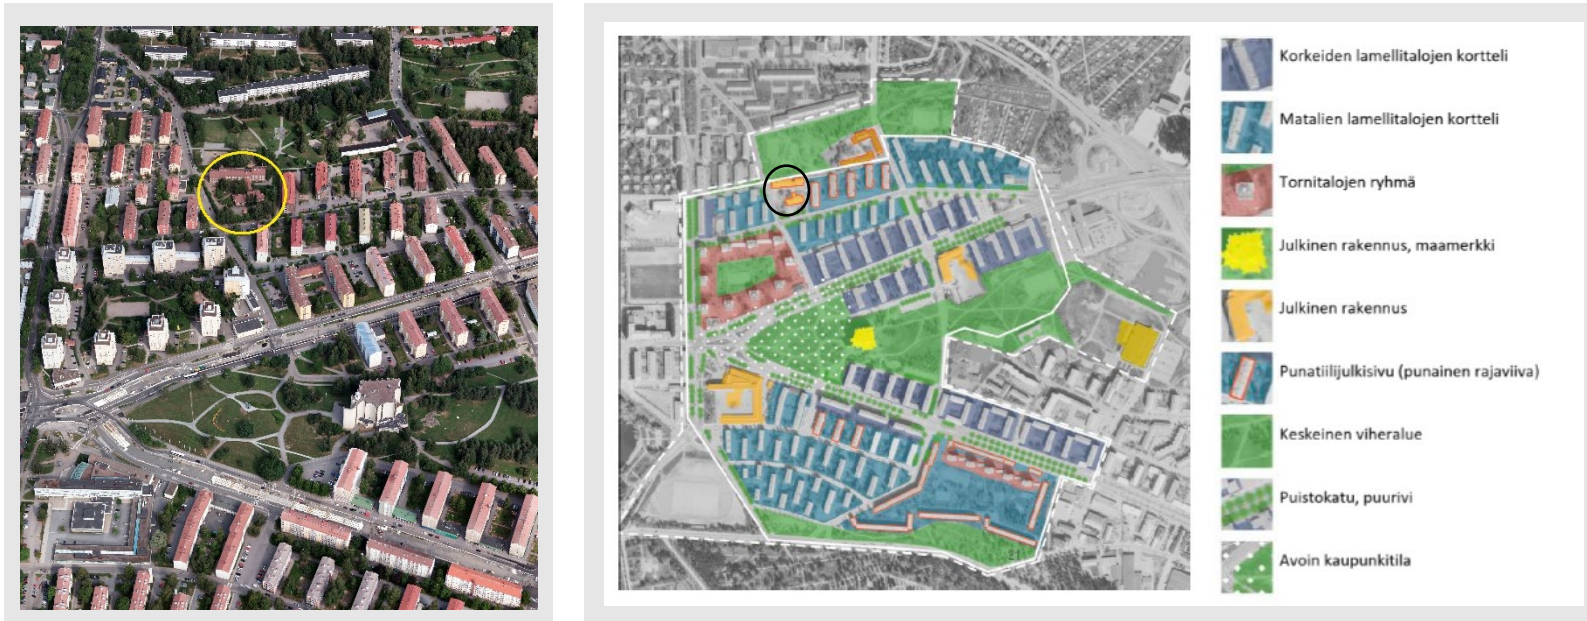 Korkeiden lamellitalojen kortteli
Matalien lamellitalojen kortteli
Tornitalojen ryhmä
Julkinen rakennus, maamerkki
Julkinen rakennus
Punatiilijulkisivu (punainen rajaviiva)
Keskeinen viheralue
Puistokatu, puurivi
Avoin kaupunkitila